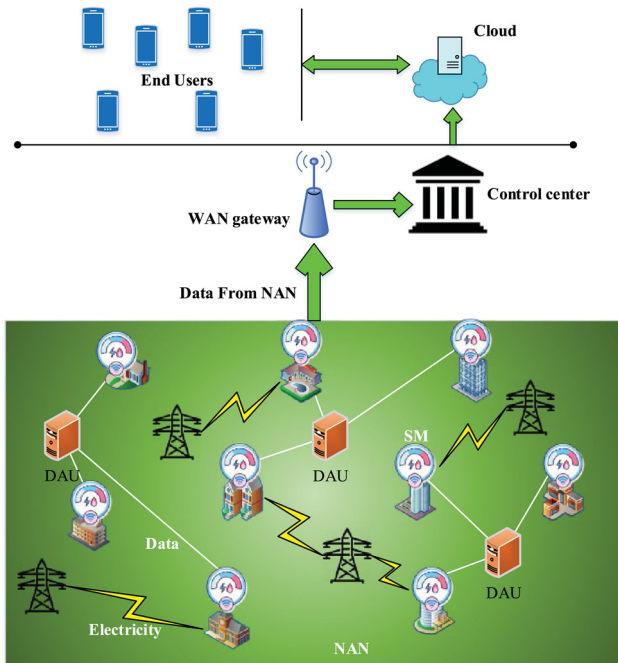 Cloud
End Users
Control center
WAN gateway
Data From NAN
SM
DAU
DAU
Data
DAU
Electricity
NAN